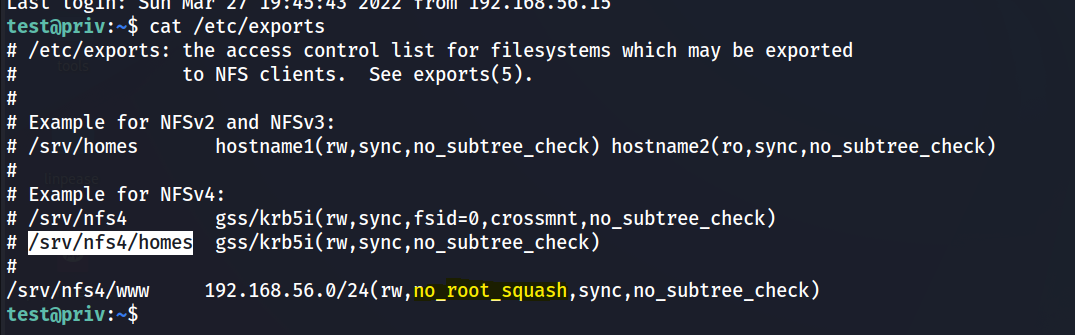 Last login: Sun Mar 27 19:45:43 2022 from 192.168.56.15
test@priv:~$ cat /etc/exports
# /etc/exports: the access control list for filesystems which may be exported
#               to NFS clients.  See exports(5).
#
# Example for NFSv2 and NFSv3:
# /srv/homes       hostname1(rw,sync,no_subtree_check) hostname2(ro,sync,no_subtree_check)
#
# Example for NFSv4:
# /srv/nfs4        gss/krb5i(rw,sync,fsid=0,crossmnt,no_subtree_check)
# /srv/nfs4/homes  gss/krb5i(rw,sync,no_subtree_check)
#
/srv/nfs4/www     192.168.56.0/24(rw,no_root_squash,sync,no_subtree_check)
test@priv:~$